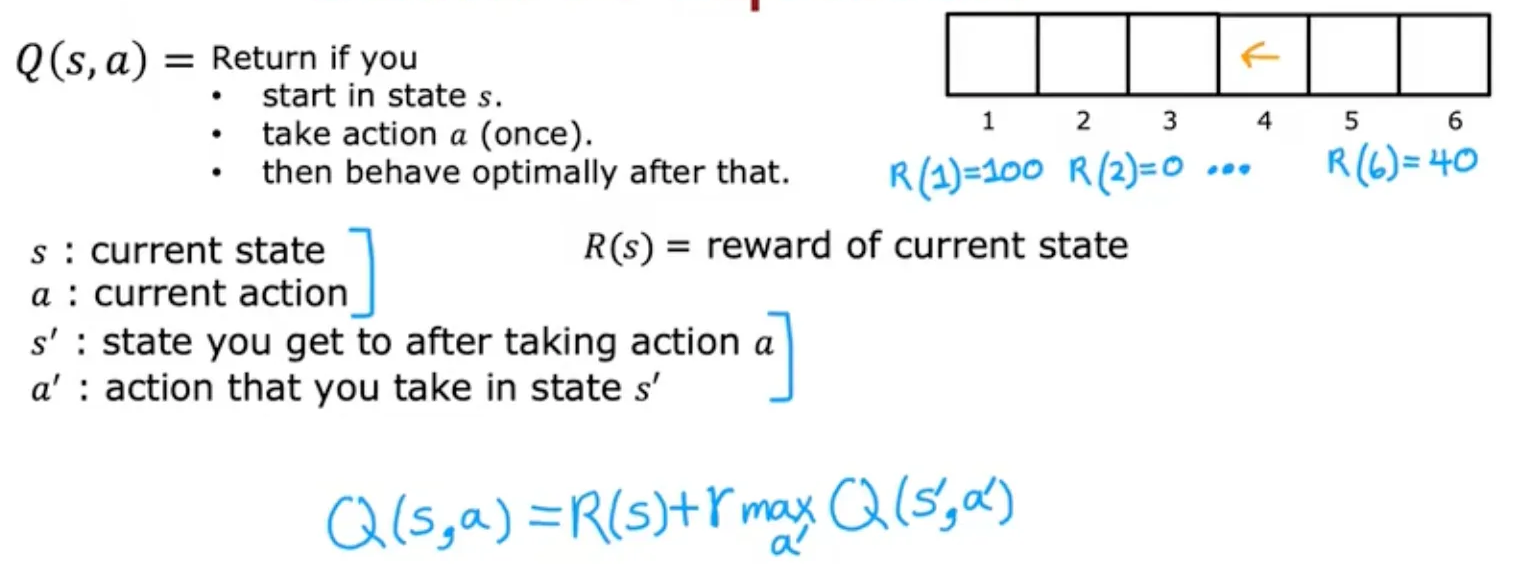 Q(s, a) = Return if you
• start in state s.
• take action a (once).
• then behave optimally after that.
←
1 2 3 4 5 6
R(1)=100 R(2)=0 ... R(6)=40
s : current state
a : current action
R(s) = reward of current state
s′ : state you get to after taking action a
a′ : action that you take in state s′
Q(s,a) = R(s)+γ max Q(s′,a′)
a′